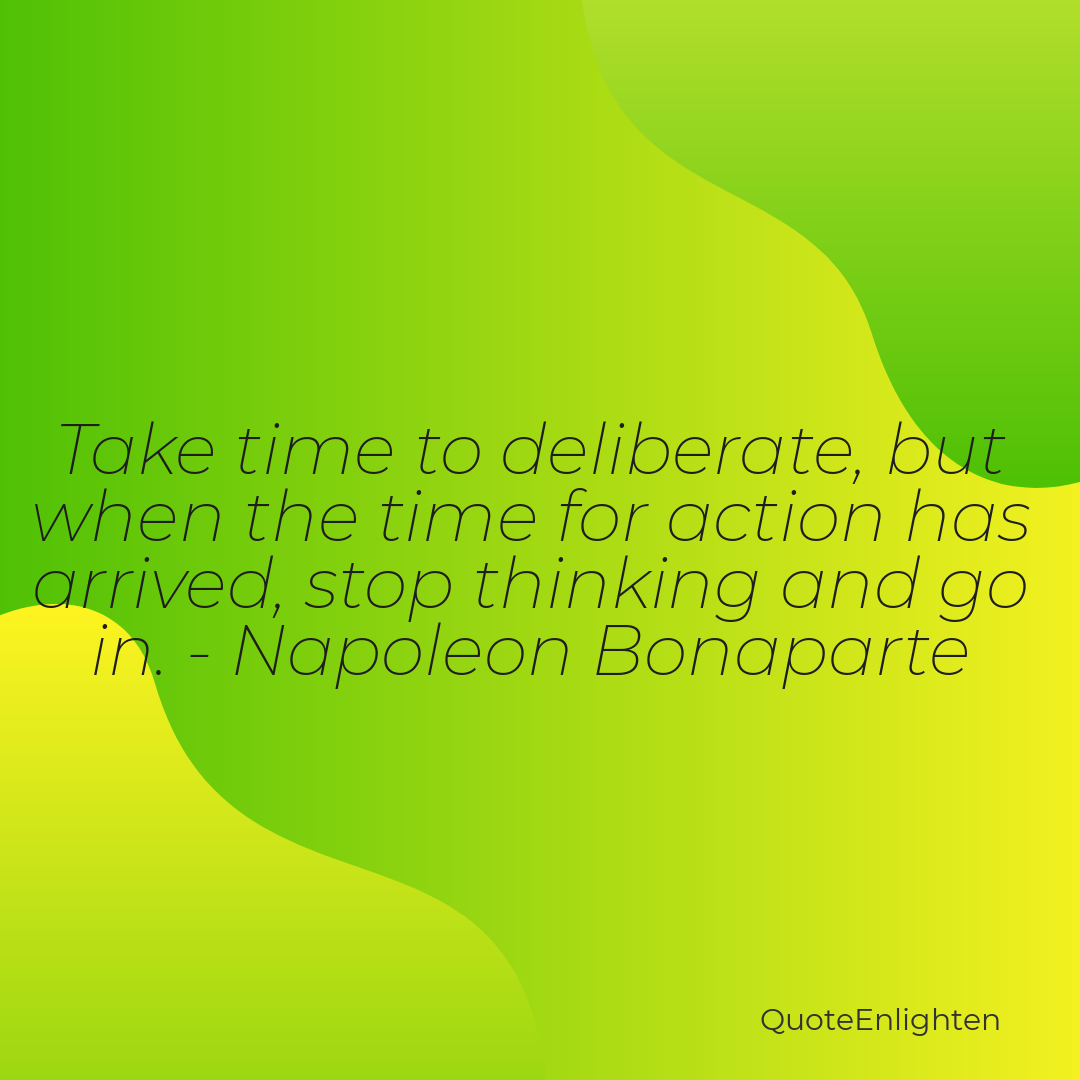 Take time to deliberate, but
when the time for action has
arrived, stop thinking and go
in. - Napoleon Bonaparte
QuoteEnlighten